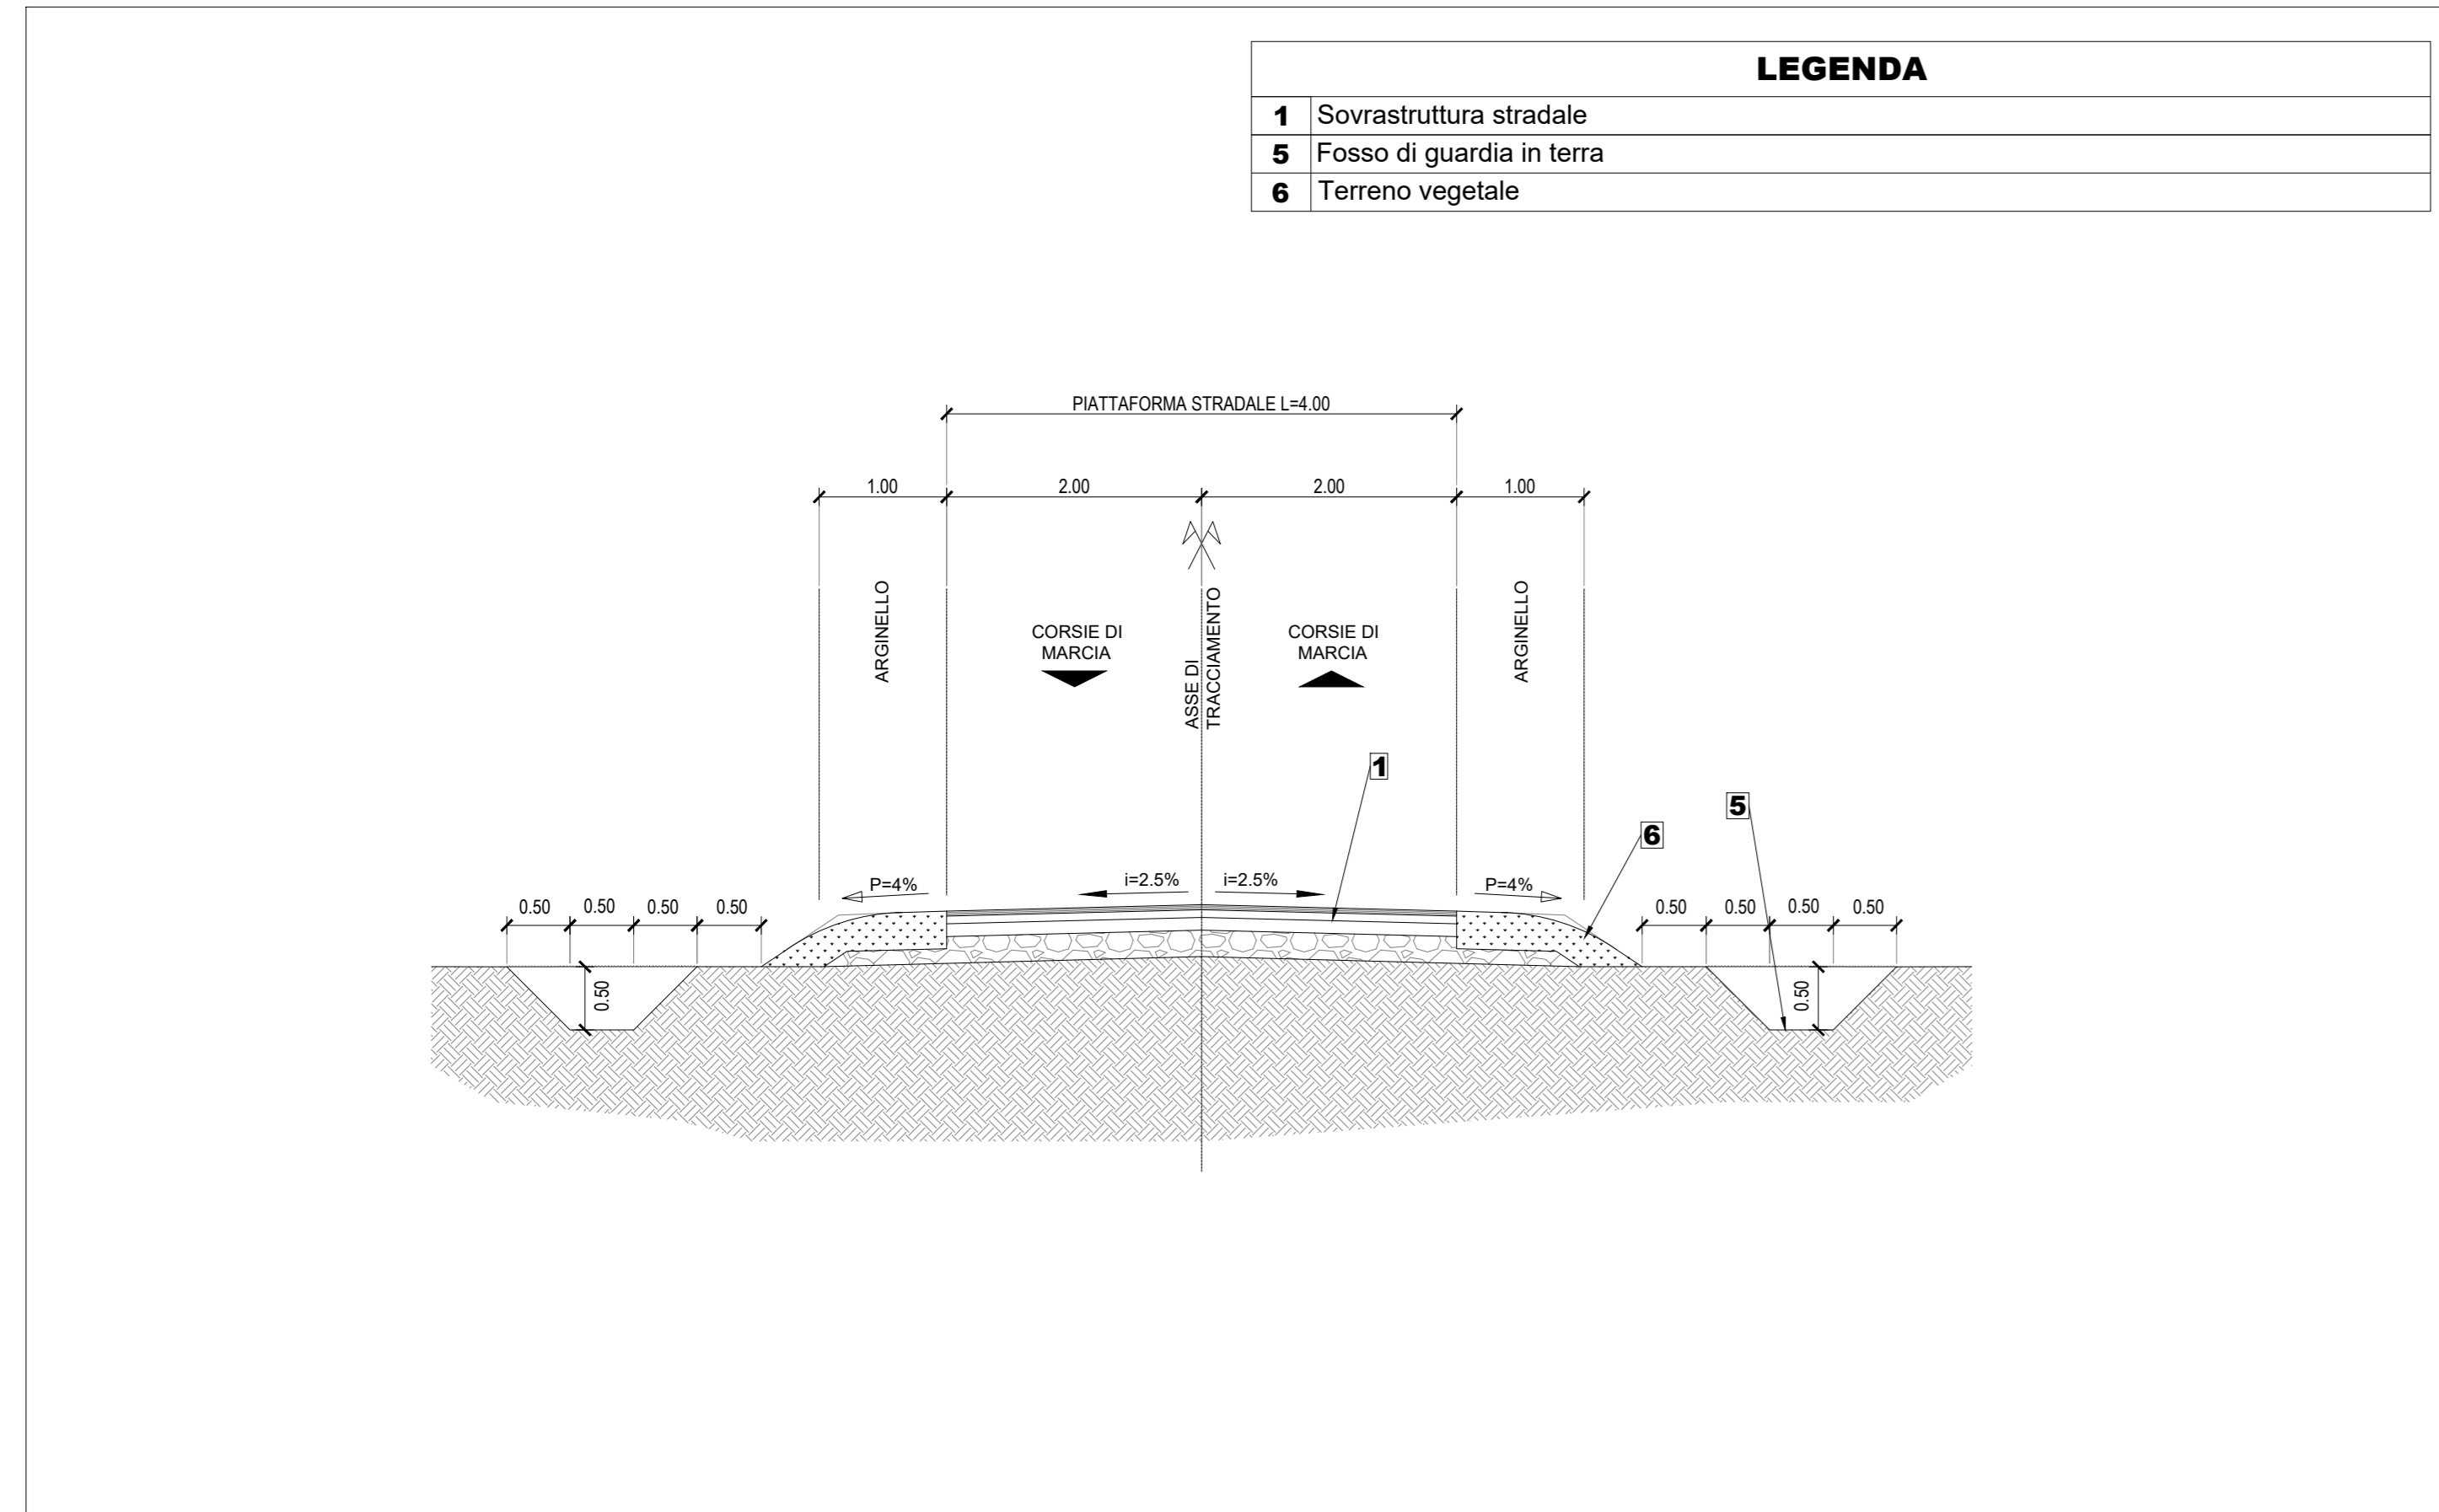 LEGENDA
1 Sovrastruttura stradale
5 Fosso di guardia in terra
6 Terreno vegetale
PIATTAFORMA STRADALE L=4.00
1.00 2.00 2.00 1.00
ARGINELLO
CORSIE DI
MARCIA
ASSE DI
TRACCIAMENTO
CORSIE DI
MARCIA
ARGINELLO
1
5
6
P=4% i=2.5% i=2.5% P=4%
0.50 0.50 0.50 0.50 0.50 0.50 0.50 0.50
0.50 0.50